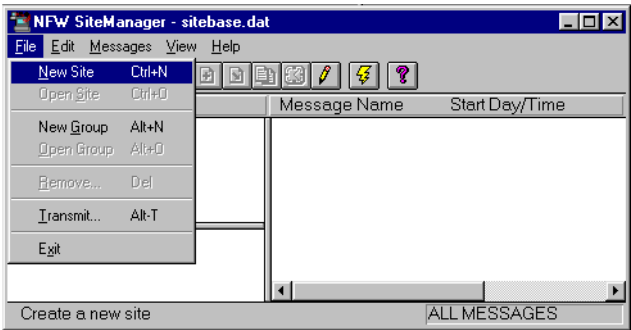 NFW SiteManager - sitebase.dat
File Edit Messages View Help
New Site Ctrl+N
Open Site Ctrl+O
New Group Alt+N
Open Group Alt+O
Remove... Del
Transmit... Alt-T
Exit
?
Message Name Start Day/Time
Create a new site ALL MESSAGES